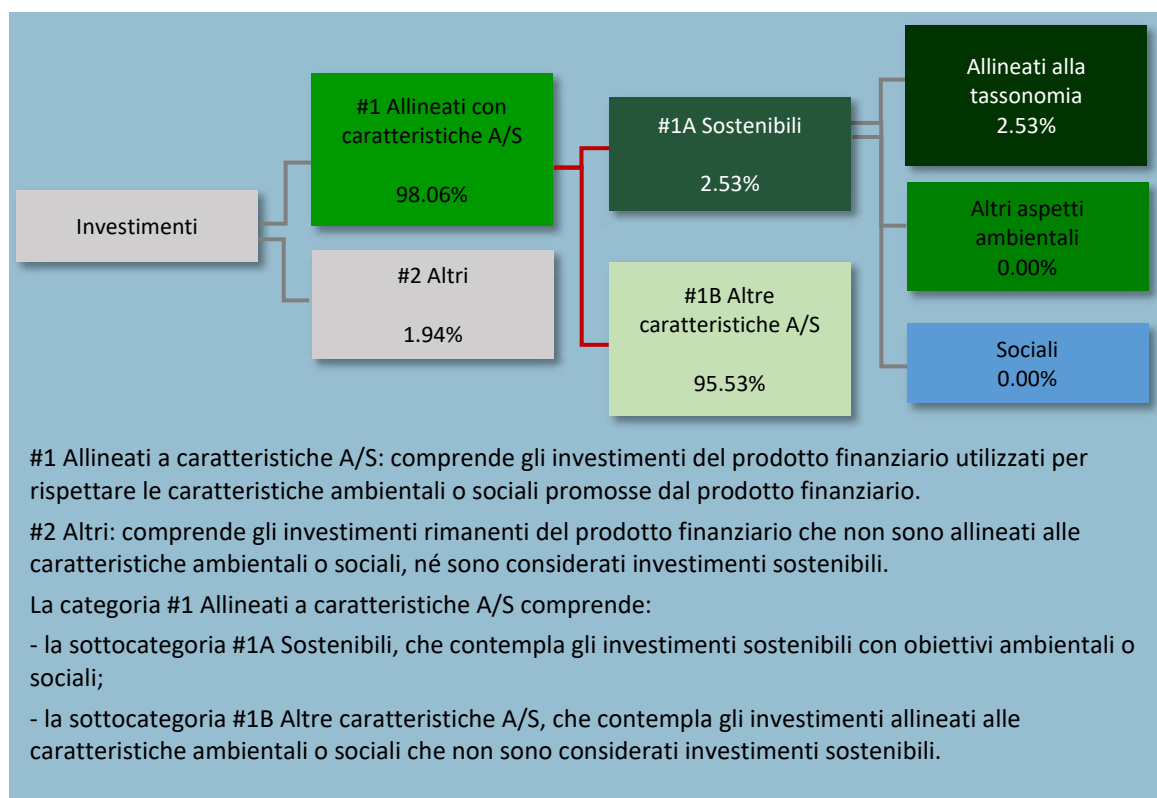 Investimenti
#1 Allineati con
caratteristiche A/S
98.06%
#2 Altri
1.94%
#1A Sostenibili
2.53%
#1B Altre
caratteristiche A/S
95.53%
Allineati alla
tassonomia
2.53%
Altri aspetti
ambientali
0.00%
Sociali
0.00%
#1 Allineati a caratteristiche A/S: comprende gli investimenti del prodotto finanziario utilizzati per
rispettare le caratteristiche ambientali o sociali promosse dal prodotto finanziario.
#2 Altri: comprende gli investimenti rimanenti del prodotto finanziario che non sono allineati alle
caratteristiche ambientali o sociali, né sono considerati investimenti sostenibili.
La categoria #1 Allineati a caratteristiche A/S comprende:
- la sottocategoria #1A Sostenibili, che contempla gli investimenti sostenibili con obiettivi ambientali o
sociali;
- la sottocategoria #1B Altre caratteristiche A/S, che contempla gli investimenti allineati alle
caratteristiche ambientali o sociali che non sono considerati investimenti sostenibili.